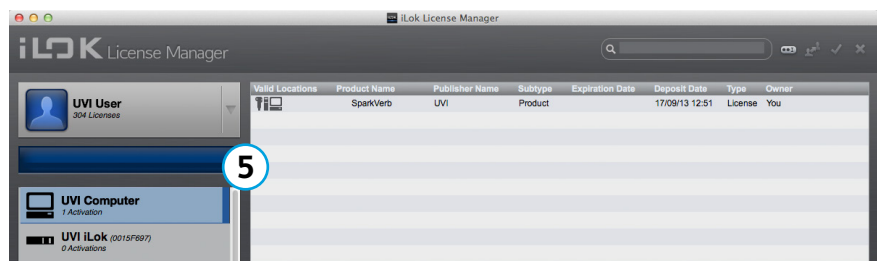 iLok License Manager
iLOK License Manager
Valid Locations Product Name Publisher Name Subtype Expiration Date Deposit Date Type Owner
SparkVerb UVI Product 17/09/13 12:51 License You
UVI User
304 Licenses
5
UVI Computer
1 Activation
UVI iLok (0015F697)
0 Activations